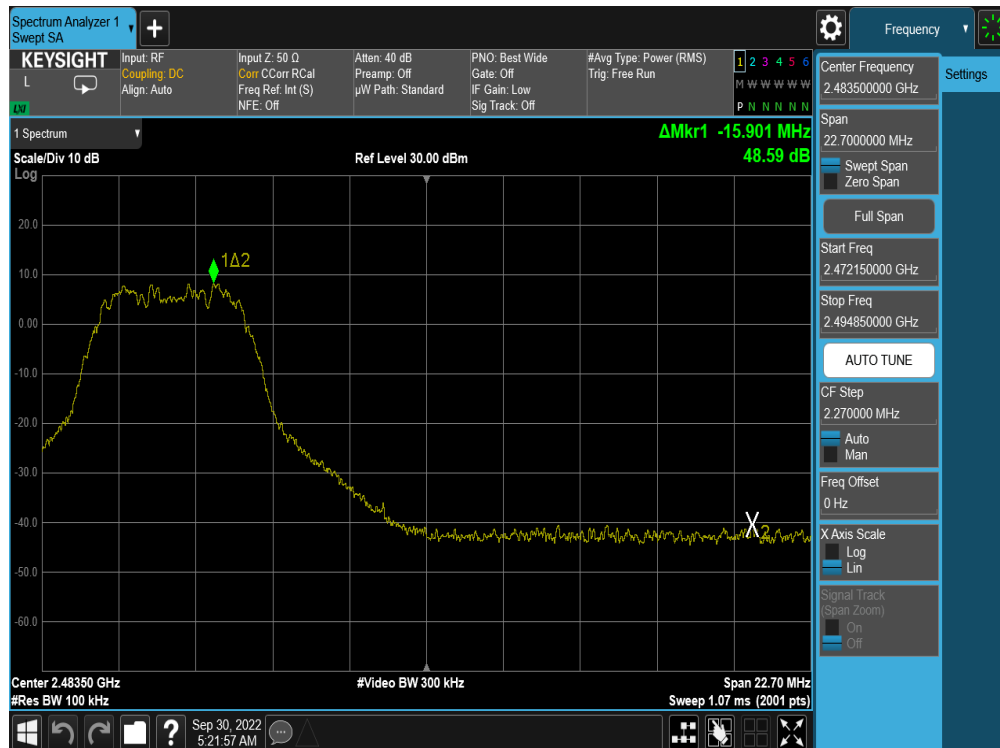 Spectrum Analyzer 1
Swept SA
+
Frequency
KEYSIGHT
L
LXI
Input: RF
Coupling: DC
Align: Auto
Input Z: 50 Ω
Corr CCorr RCal
Freq Ref: Int (S)
NFE: Off
Atten: 40 dB
Preamp: Off
µW Path: Standard
PNO: Best Wide
Gate: Off
IF Gain: Low
Sig Track: Off
#Avg Type: Power (RMS)
Trig: Free Run
1 2 3 4 5 6
M W W W W W
P N N N N N
1 Spectrum
ΔMkr1 -15.901 MHz
48.59 dB
Scale/Div 10 dB
Ref Level 30.00 dBm
Log
20.0
10.0
0.00
-10.0
-20.0
-30.0
-40.0
-50.0
-60.0
1Δ2
X2
Center 2.48350 GHz
#Video BW 300 kHz
Span 22.70 MHz
#Res BW 100 kHz
Sweep 1.07 ms (2001 pts)
?
Sep 30, 2022
5:21:57 AM
Center Frequency
2.483500000 GHz
Settings
Span
22.7000000 MHz
Swept Span
Zero Span
Full Span
Start Freq
2.472150000 GHz
Stop Freq
2.494850000 GHz
AUTO TUNE
CF Step
2.270000 MHz
Auto
Man
Freq Offset
0 Hz
X Axis Scale
Log
Lin
Signal Track
(Span Zoom)
On
Off